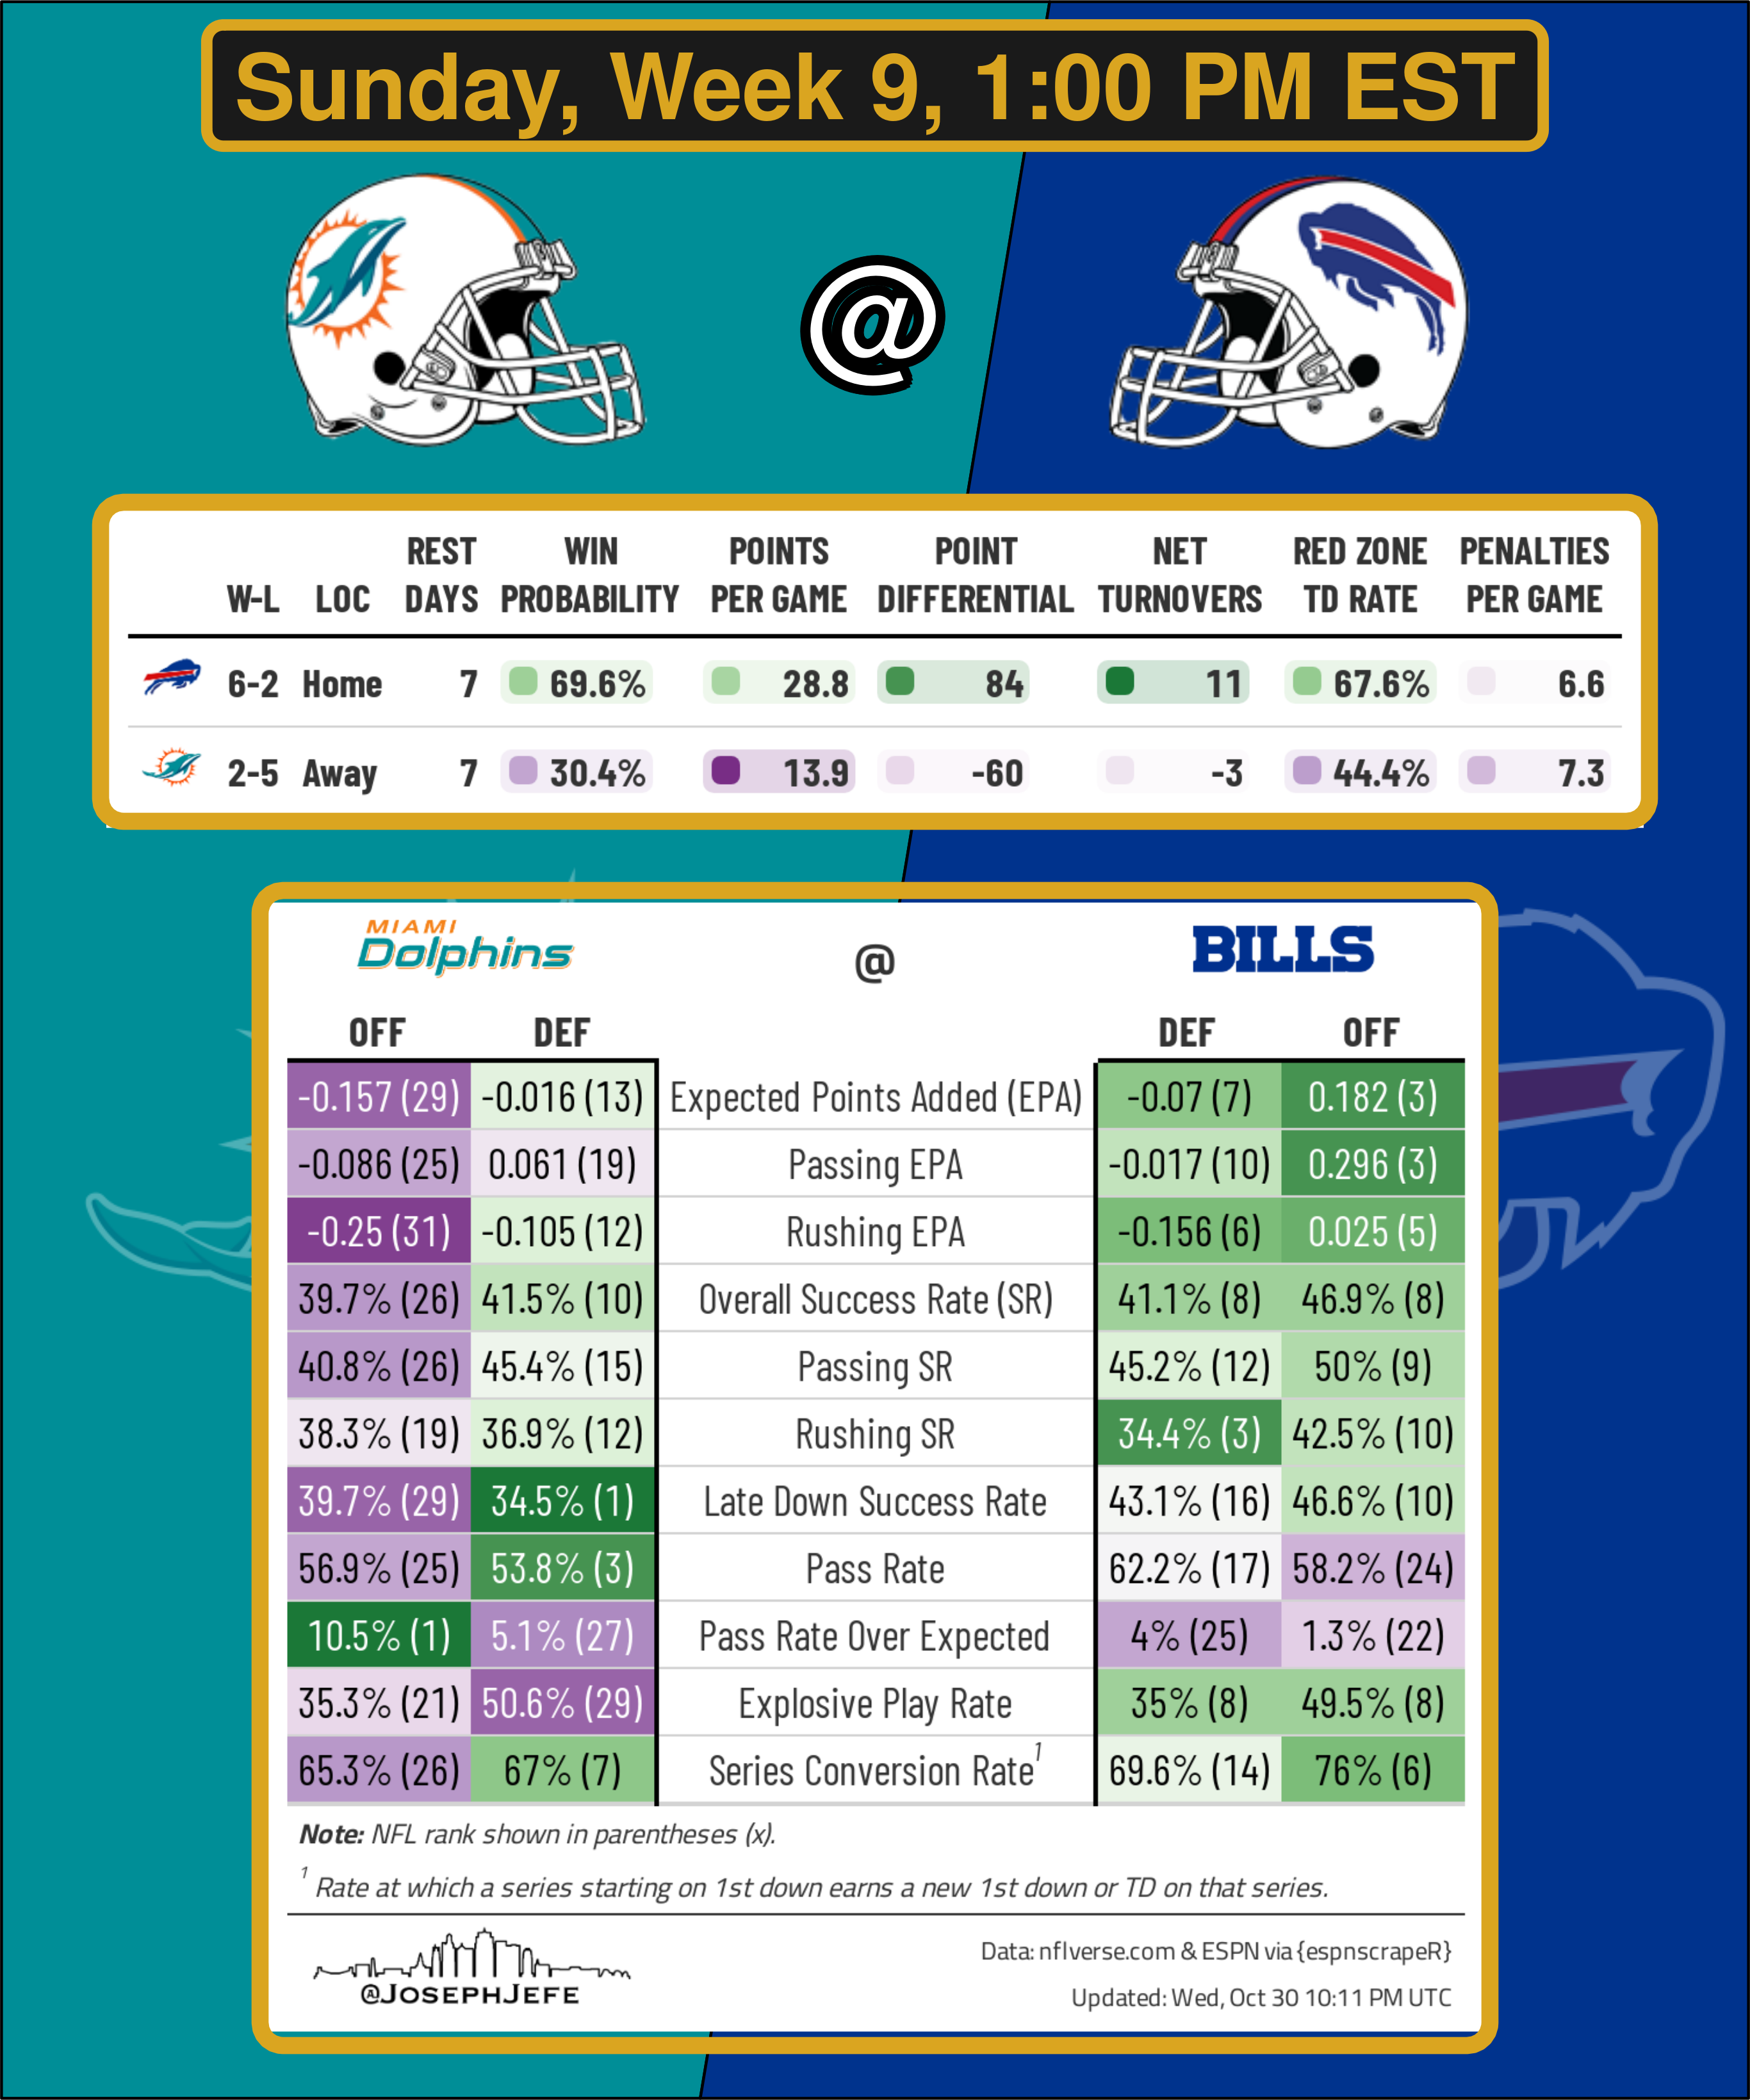 Sunday, Week 9, 1:00 PM EST
@
REST WIN POINTS POINT NET RED ZONE PENALTIES
W-L LOC DAYS PROBABILITY PER GAME DIFFERENTIAL TURNOVERS TD RATE PER GAME
6-2 Home 7 69.6% 28.8 84 11 67.6% 6.6
2-5 Away 7 30.4% 13.9 -60 -3 44.4% 7.3
MIAMI
Dolphins @ BILLS
OFF DEF DEF OFF
-0.157 (29) -0.016 (13) Expected Points Added (EPA) -0.07 (7) 0.182 (3)
-0.086 (25) 0.061 (19) Passing EPA -0.017 (10) 0.296 (3)
-0.25 (31) -0.105 (12) Rushing EPA -0.156 (6) 0.025 (5)
39.7% (26) 41.5% (10) Overall Success Rate (SR) 41.1% (8) 46.9% (8)
40.8% (26) 45.4% (15) Passing SR 45.2% (12) 50% (9)
38.3% (19) 36.9% (12) Rushing SR 34.4% (3) 42.5% (10)
39.7% (29) 34.5% (1) Late Down Success Rate 43.1% (16) 46.6% (10)
56.9% (25) 53.8% (3) Pass Rate 62.2% (17) 58.2% (24)
10.5% (1) 5.1% (27) Pass Rate Over Expected 4% (25) 1.3% (22)
35.3% (21) 50.6% (29) Explosive Play Rate 35% (8) 49.5% (8)
65.3% (26) 67% (7) Series Conversion Rate¹ 69.6% (14) 76% (6)
Note: NFL rank shown in parentheses (x).
¹ Rate at which a series starting on 1st down earns a new 1st down or TD on that series.
Data: nflverse.com & ESPN via {espnscrapeR}
@JOSEPHJEFE
Updated: Wed, Oct 30 10:11 PM UTC